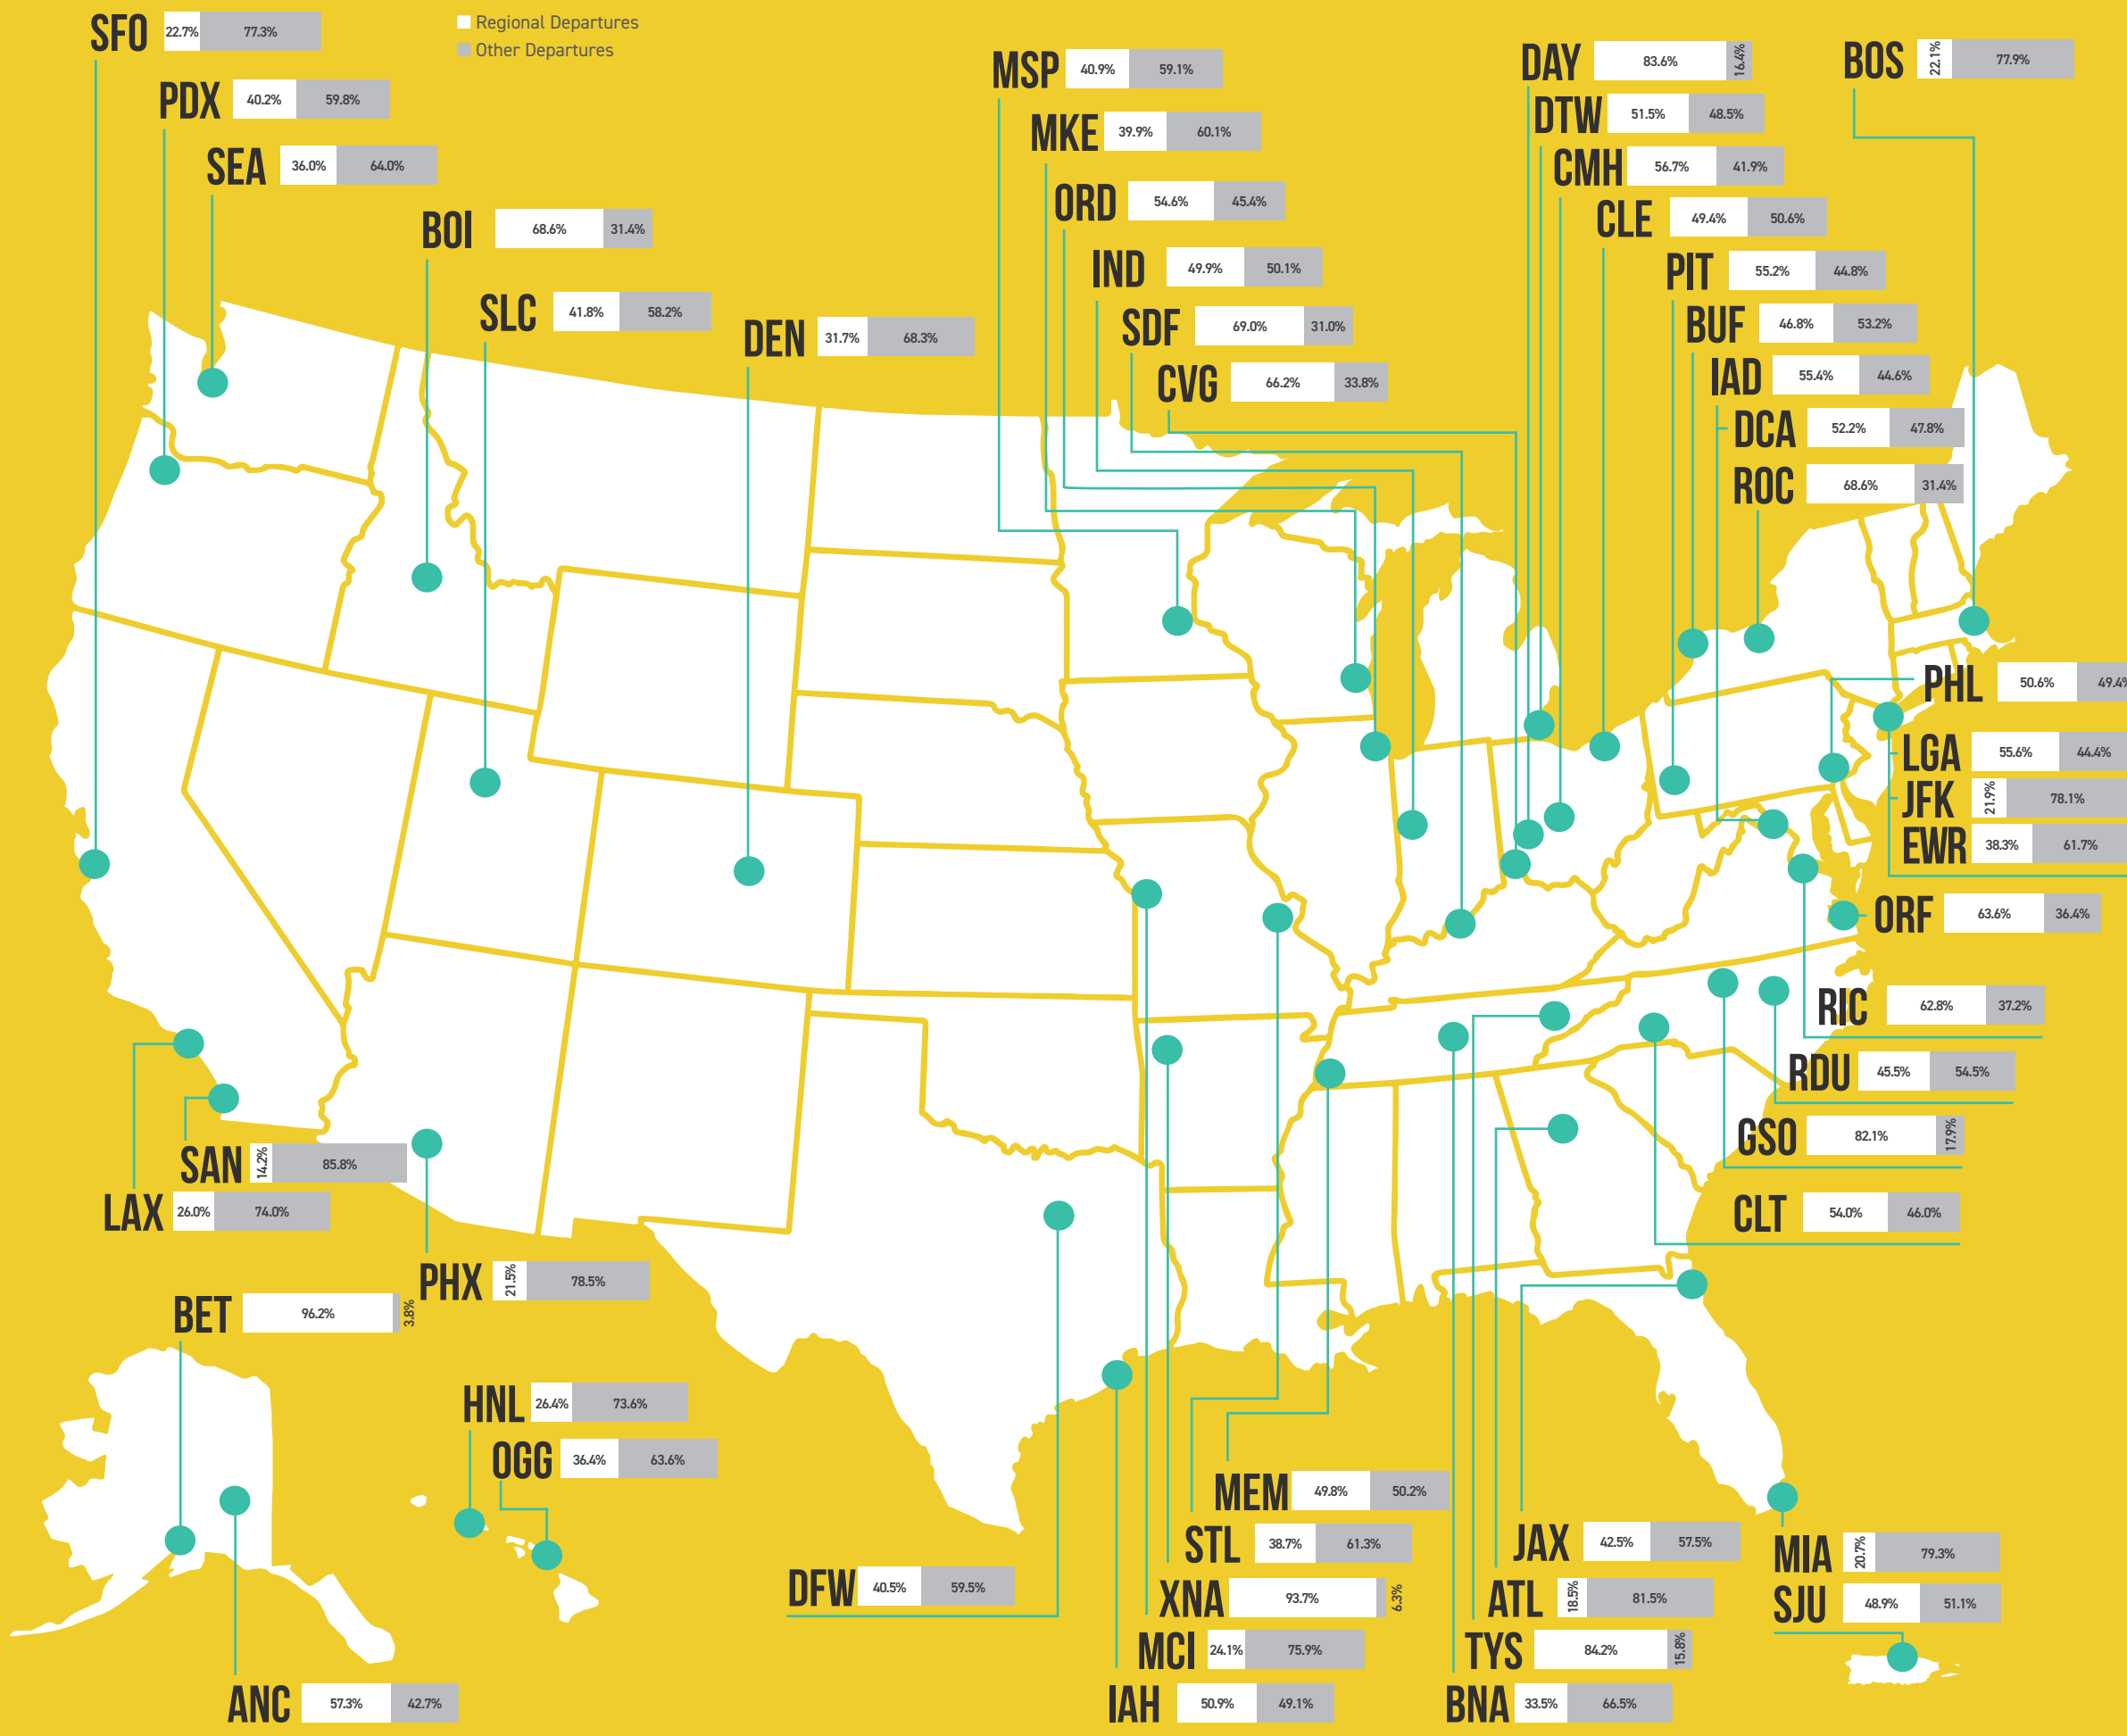 SFO 22.7% 77.3%
Regional Departures
Other Departures
PDX 40.2% 59.8%
SEA 36.0% 64.0%
BOI 68.6% 31.4%
SLC 41.8% 58.2%
DEN 31.7% 68.3%
MSP 40.9% 59.1%
MKE 39.9% 60.1%
ORD 54.6% 45.4%
IND 49.9% 50.1%
SDF 69.0% 31.0%
CVG 66.2% 33.8%
DAY 83.6% 16.4%
DTW 51.5% 48.5%
CMH 56.7% 41.9%
CLE 49.4% 50.6%
PIT 55.2% 44.8%
BUF 46.8% 53.2%
IAD 55.4% 44.6%
DCA 52.2% 47.8%
ROC 68.6% 31.4%
BOS 22.1% 77.9%
PHL 50.6% 49.4%
LGA 55.6% 44.4%
JFK 21.9% 78.1%
EWR 38.3% 61.7%
ORF 63.6% 36.4%
RIC 62.8% 37.2%
RDU 45.5% 54.5%
GSO 82.1% 17.9%
CLT 54.0% 46.0%
SAN 14.2% 85.8%
LAX 26.0% 74.0%
PHX 21.5% 78.5%
BET 96.2% 3.8%
HNL 26.4% 73.6%
OGG 36.4% 63.6%
ANC 57.3% 42.7%
DFW 40.5% 59.5%
MEM 49.8% 50.2%
STL 38.7% 61.3%
XNA 93.7% 6.3%
MCI 24.1% 75.9%
IAH 50.9% 49.1%
JAX 42.5% 57.5%
ATL 18.5% 81.5%
TYS 84.2% 15.8%
BNA 33.5% 66.5%
MIA 20.7% 79.3%
SJU 48.9% 51.1%